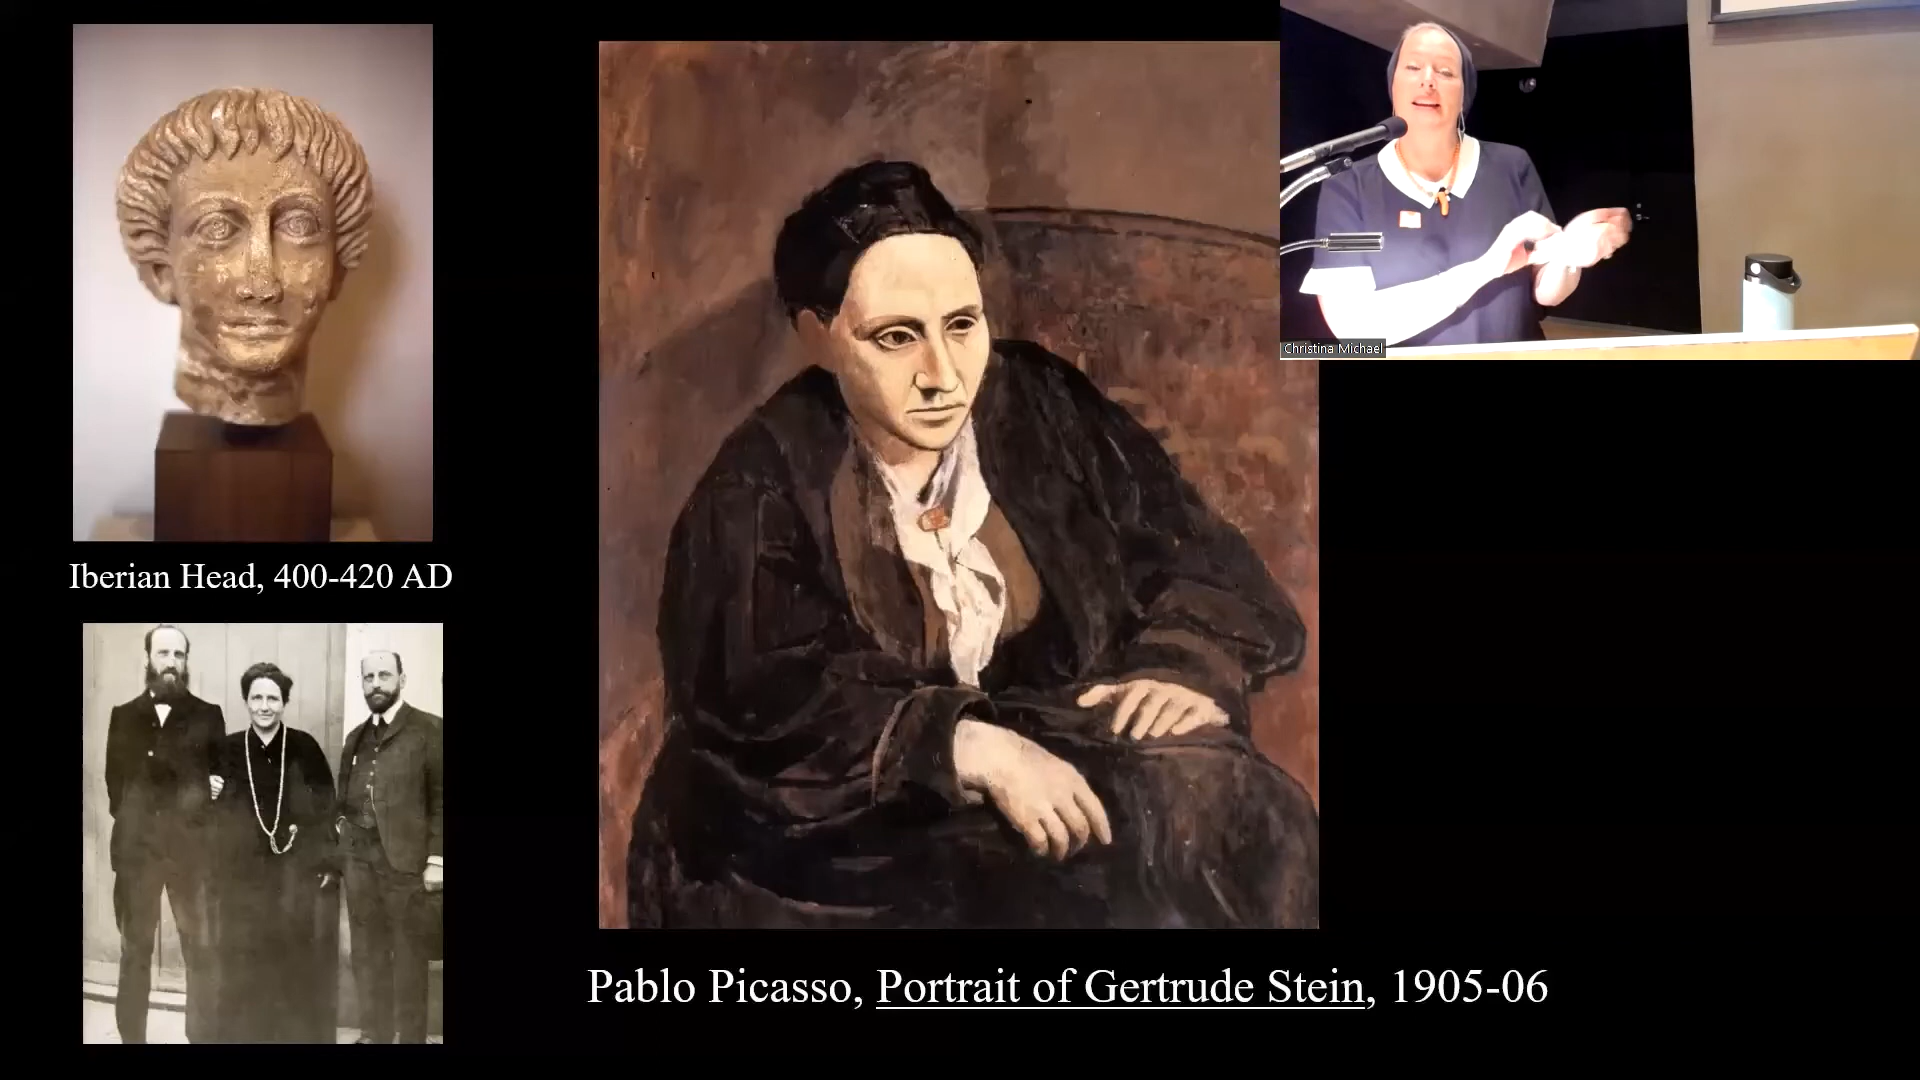 Christina Michael
Iberian Head, 400-420 AD
Pablo Picasso, Portrait of Gertrude Stein, 1905-06